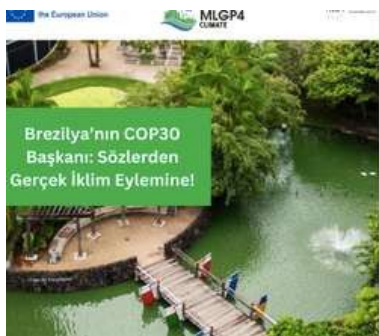 the European Union
MLGP4
CLIMATE
Brezilya'nın COP30
Başkanı: Sözlerden
Gerçek İklim Eylemine!